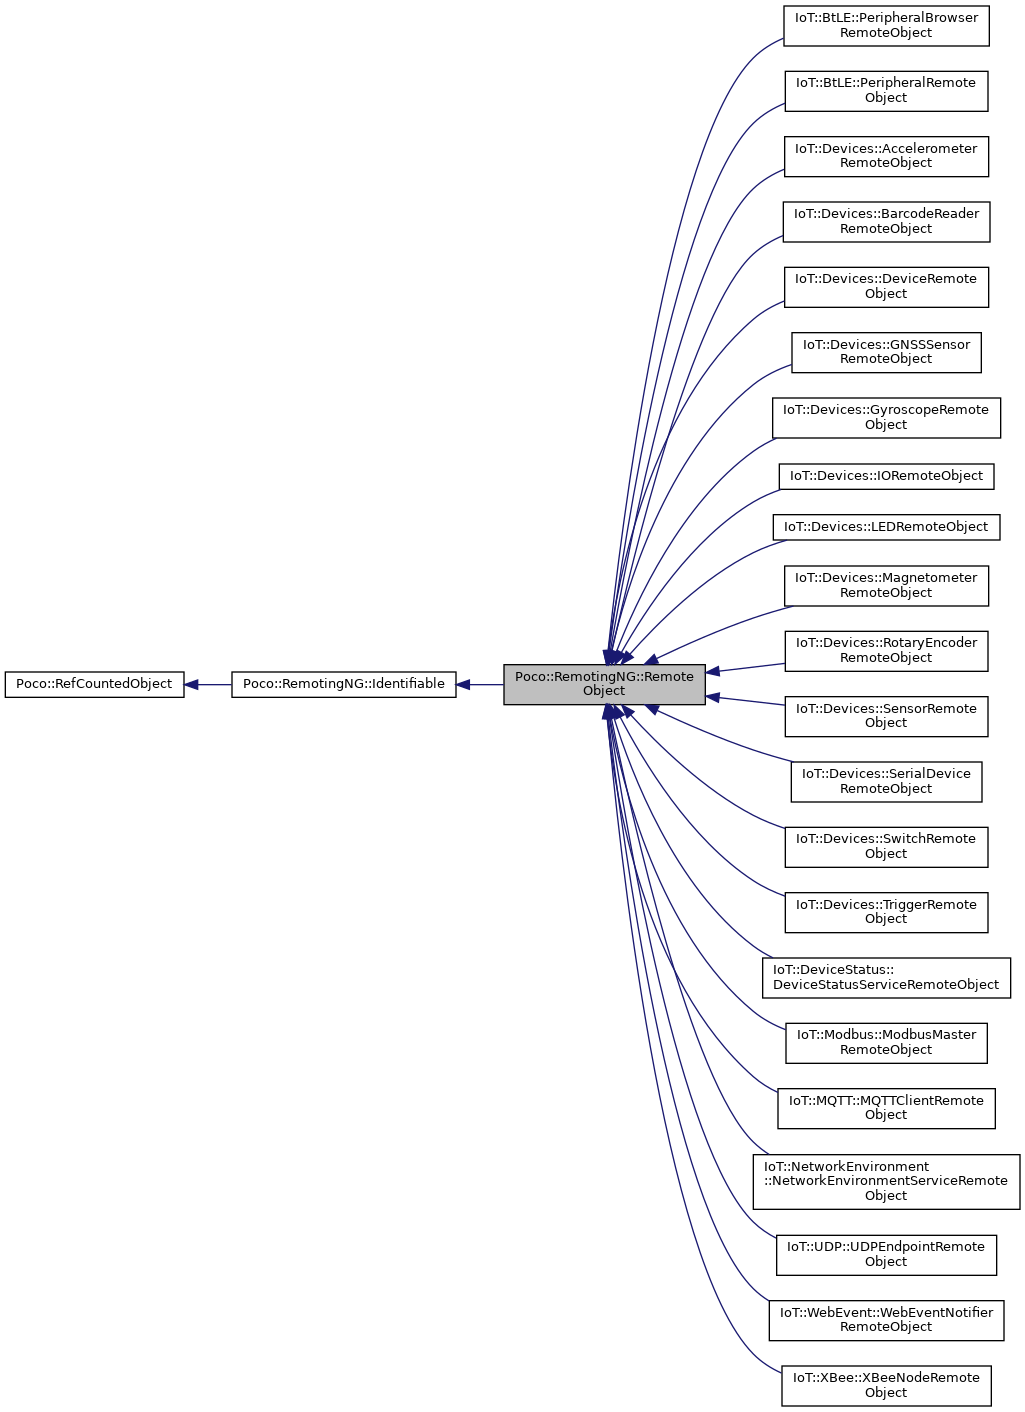 IoT::BtLE::PeripheralBrowser
RemoteObject
IoT::BtLE::PeripheralRemote
Object
IoT::Devices::Accelerometer
RemoteObject
IoT::Devices::BarcodeReader
RemoteObject
IoT::Devices::DeviceRemote
Object
IoT::Devices::GNSSSensor
RemoteObject
IoT::Devices::GyroscopeRemote
Object
IoT::Devices::IORemoteObject
IoT::Devices::LEDRemoteObject
IoT::Devices::Magnetometer
RemoteObject
IoT::Devices::RotaryEncoder
RemoteObject
Poco::RefCountedObject
Poco::RemotingNG::Identifiable
Poco::RemotingNG::Remote
Object
IoT::Devices::SensorRemote
Object
IoT::Devices::SerialDevice
RemoteObject
IoT::Devices::SwitchRemote
Object
IoT::Devices::TriggerRemote
Object
IoT::DeviceStatus::
DeviceStatusServiceRemoteObject
IoT::Modbus::ModbusMaster
RemoteObject
IoT::MQTT::MQTTClientRemote
Object
IoT::NetworkEnvironment
::NetworkEnvironmentServiceRemote
Object
IoT::UDP::UDPEndpointRemote
Object
IoT::WebEvent::WebEventNotifier
RemoteObject
IoT::XBee::XBeeNodeRemote
Object